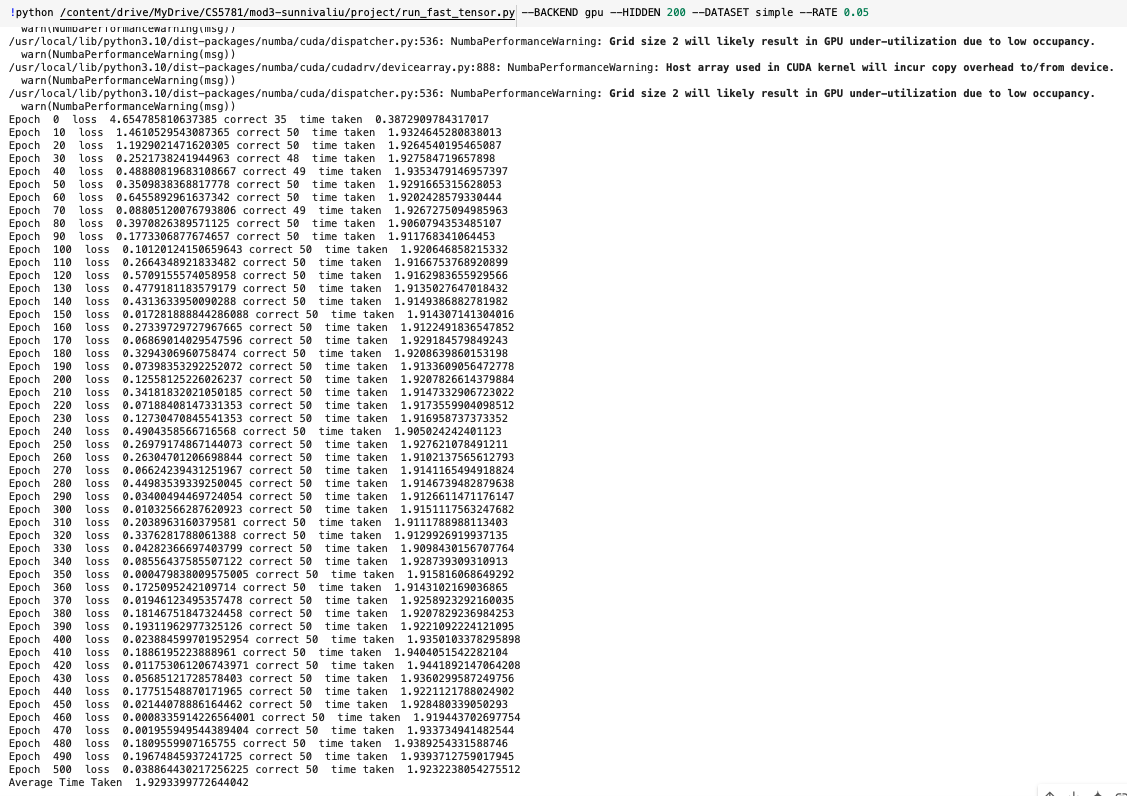 !python /content/drive/MyDrive/CS5781/mod3-sunnivaliu/project/run_fast_tensor.py --BACKEND gpu --HIDDEN 200 --DATASET simple --RATE 0.05
warn(NumbaPerformanceWarning(msg))
/usr/local/lib/python3.10/dist-packages/numba/cuda/dispatcher.py:536: NumbaPerformanceWarning: Grid size 2 will likely result in GPU under-utilization due to low occupancy.
warn(NumbaPerformanceWarning(msg))
/usr/local/lib/python3.10/dist-packages/numba/cuda/cudadrv/devicearray.py:888: NumbaPerformanceWarning: Host array used in CUDA kernel will incur copy overhead to/from device.
warn(NumbaPerformanceWarning(msg))
/usr/local/lib/python3.10/dist-packages/numba/cuda/dispatcher.py:536: NumbaPerformanceWarning: Grid size 2 will likely result in GPU under-utilization due to low occupancy.
warn(NumbaPerformanceWarning(msg))
Epoch 0 loss 4.654785810637385 correct 35 time taken 0.3872909784317017
Epoch 10 loss 1.4610529543087365 correct 50 time taken 1.9324645280838013
Epoch 20 loss 1.1929021471620305 correct 50 time taken 1.9264540195465087
Epoch 30 loss 0.2521738241944963 correct 48 time taken 1.927584719657898
Epoch 40 loss 0.48880819683108667 correct 49 time taken 1.9353479146957397
Epoch 50 loss 0.3509838368817778 correct 50 time taken 1.9291665315628053
Epoch 60 loss 0.6455892961637342 correct 50 time taken 1.9202428579330444
Epoch 70 loss 0.08805120076793806 correct 49 time taken 1.9267275094985963
Epoch 80 loss 0.3970826389571125 correct 50 time taken 1.9060794353485107
Epoch 90 loss 0.1773306877674657 correct 50 time taken 1.911768341064453
Epoch 100 loss 0.10120124150659643 correct 50 time taken 1.920646858215332
Epoch 110 loss 0.2664348921833482 correct 50 time taken 1.9166753768920899
Epoch 120 loss 0.5709155574058958 correct 50 time taken 1.9162983655929566
Epoch 130 loss 0.4779181183579179 correct 50 time taken 1.9135027647018432
Epoch 140 loss 0.4313633950090288 correct 50 time taken 1.9149386882781982
Epoch 150 loss 0.017281888844286088 correct 50 time taken 1.914307141304016
Epoch 160 loss 0.27339729727967665 correct 50 time taken 1.9122491836547852
Epoch 170 loss 0.06869014029547596 correct 50 time taken 1.929184579849243
Epoch 180 loss 0.3294306960758474 correct 50 time taken 1.9208639860153198
Epoch 190 loss 0.07398353292252072 correct 50 time taken 1.9133609056472778
Epoch 200 loss 0.12558125226026237 correct 50 time taken 1.9207826614379884
Epoch 210 loss 0.34181832021050185 correct 50 time taken 1.9147332906723022
Epoch 220 loss 0.07188408147331353 correct 50 time taken 1.9173559904098512
Epoch 230 loss 0.12730470845541353 correct 50 time taken 1.916958737373352
Epoch 240 loss 0.4904358566716568 correct 50 time taken 1.905024242401123
Epoch 250 loss 0.26979174867144073 correct 50 time taken 1.927621078491211
Epoch 260 loss 0.26304701206698844 correct 50 time taken 1.9102137565612793
Epoch 270 loss 0.06624239431251967 correct 50 time taken 1.9141165494918824
Epoch 280 loss 0.44983539339250045 correct 50 time taken 1.9146739482879638
Epoch 290 loss 0.03400494469724054 correct 50 time taken 1.9126611471176147
Epoch 300 loss 0.01032566287620923 correct 50 time taken 1.9151117563247682
Epoch 310 loss 0.2038963160379581 correct 50 time taken 1.9111788988113403
Epoch 320 loss 0.3376281788061388 correct 50 time taken 1.9129926919937135
Epoch 330 loss 0.04282366697403799 correct 50 time taken 1.9098430156707764
Epoch 340 loss 0.08556437585507122 correct 50 time taken 1.928739309310913
Epoch 350 loss 0.000479838009575005 correct 50 time taken 1.915816068649292
Epoch 360 loss 0.1725095242109714 correct 50 time taken 1.9143102169036865
Epoch 370 loss 0.01946123495357478 correct 50 time taken 1.9258923292160035
Epoch 380 loss 0.18146751847324458 correct 50 time taken 1.9207829236984253
Epoch 390 loss 0.19311962977325126 correct 50 time taken 1.9221092224121095
Epoch 400 loss 0.023884599701952954 correct 50 time taken 1.9350103378295898
Epoch 410 loss 0.1886195223888961 correct 50 time taken 1.9404051542282104
Epoch 420 loss 0.011753061206743971 correct 50 time taken 1.9441892147064208
Epoch 430 loss 0.05685121728578403 correct 50 time taken 1.9360299587249756
Epoch 440 loss 0.17751548870171965 correct 50 time taken 1.9221121788024902
Epoch 450 loss 0.02144078886164462 correct 50 time taken 1.928480339050293
Epoch 460 loss 0.0008335914226564001 correct 50 time taken 1.919443702697754
Epoch 470 loss 0.001955949544389404 correct 50 time taken 1.933734941482544
Epoch 480 loss 0.1809559907165755 correct 50 time taken 1.9389254331588746
Epoch 490 loss 0.19674845937241725 correct 50 time taken 1.9393712759017945
Epoch 500 loss 0.038864430217256225 correct 50 time taken 1.9232238054275512
Average Time Taken 1.9293399772644042